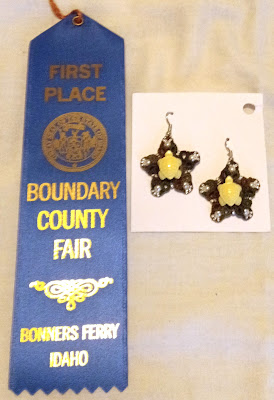 FIRST
PLACE
BOUNDARY
COUNTY
FAIR
BONNERS FERRY
IDAHO